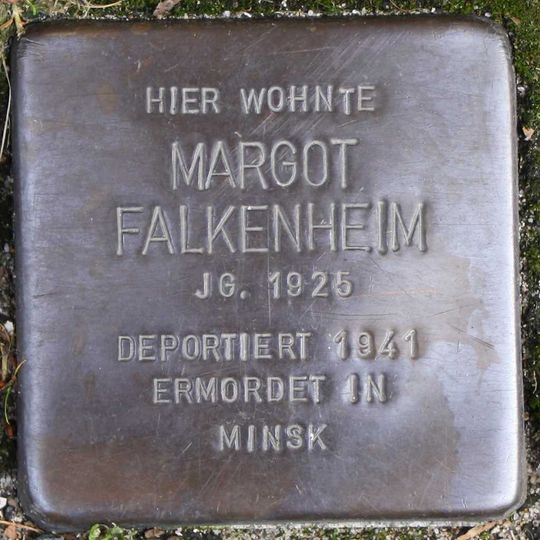 HIER WOHNTE
MARGOT
FALKENHEIM
JG. 1925
DEPORTIERT 1941
ERMORDET IN
MINSK